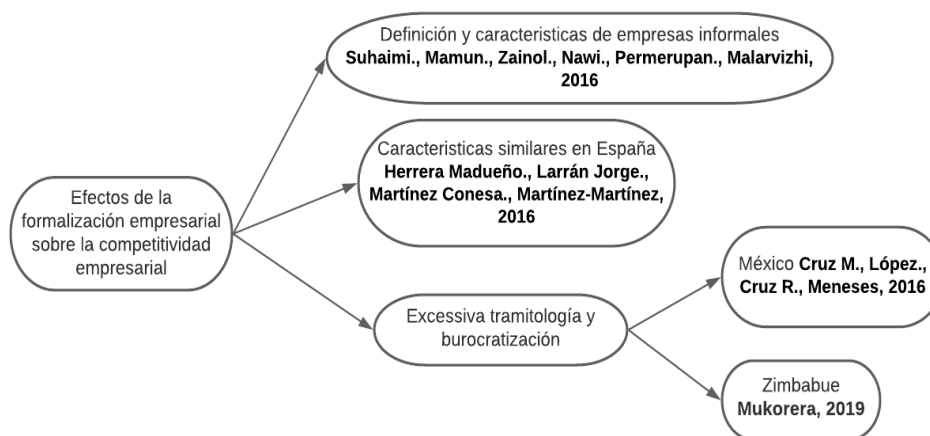 Definición y caracteristicas de empresas informales
Suhaimi., Mamun., Zainol., Nawi., Permerupan., Malarvizhi,
2016
Caracteristicas similares en España
Herrera Madueño., Larrán Jorge.,
Martínez Conesa., Martínez-Martínez,
2016
Efectos de la
formalización empresarial
sobre la competitividad
empresarial
Excessiva tramitología y
burocratización
México Cruz M., López.,
Cruz R., Meneses, 2016
Zimbabue
Mukorera, 2019